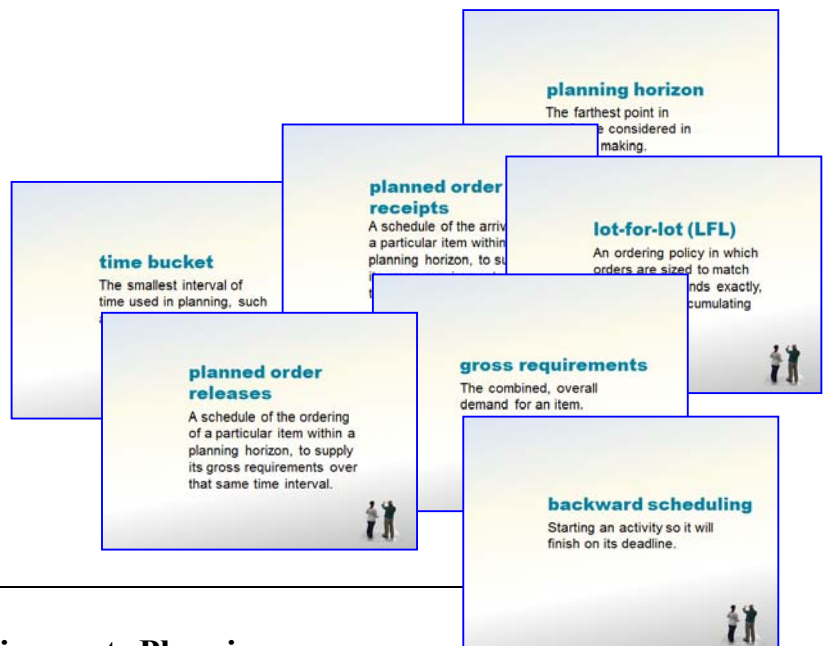 planning horizon
The farthest point in
considered in
making.
planned order
receipts
A schedule of the
a particular item within
planning horizon, to
lot-for-lot (LFL)
An ordering policy in which
orders are sized to match
exactly,
time bucket
The smallest interval of
time used in planning, such
gross requirements
The combined, overall
demand for an item.
planned order
releases
A schedule of the ordering
of a particular item within a
planning horizon, to supply
its gross requirements over
that same time interval.
backward scheduling
Starting an activity so it will
finish on its deadline.